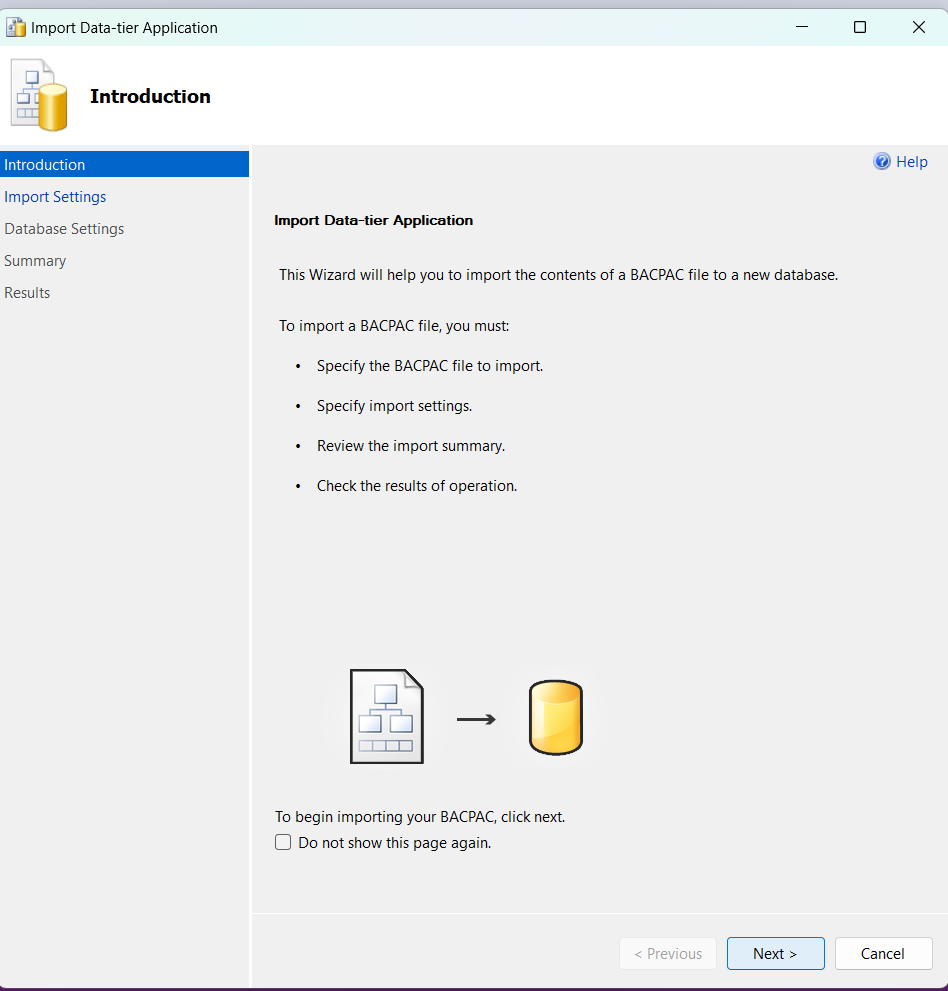 Import Data-tier Application
Introduction
Introduction
Import Settings
Database Settings
Summary
Results
Help
Import Data-tier Application
This Wizard will help you to import the contents of a BACPAC file to a new database.
To import a BACPAC file, you must:
• Specify the BACPAC file to import.
• Specify import settings.
• Review the import summary.
• Check the results of operation.
To begin importing your BACPAC, click next.
Do not show this page again.
< Previous
Next >
Cancel